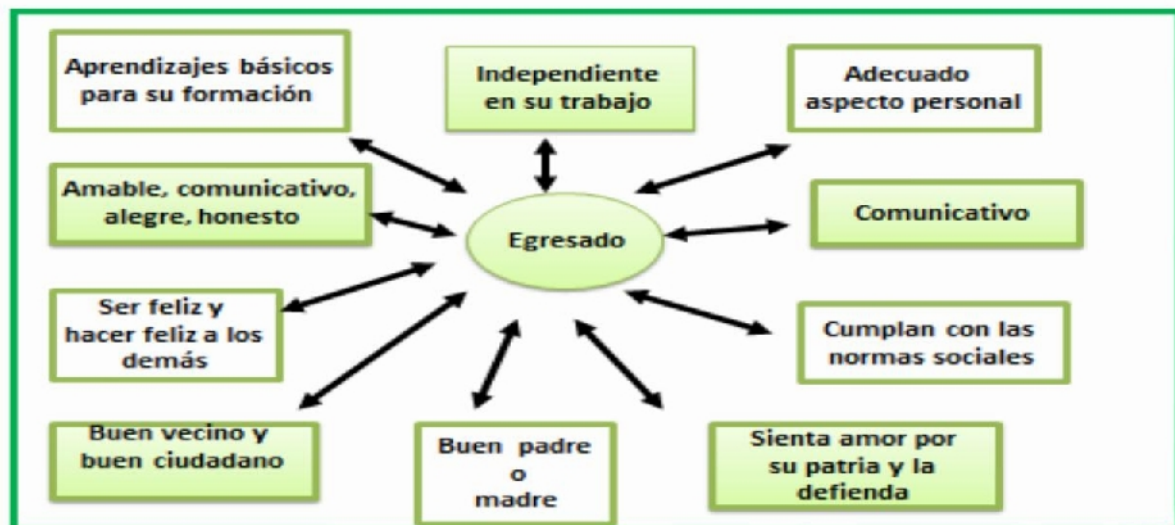 Aprendizajes básicos
para su formación
Independiente
en su trabajo
Adecuado
aspecto personal
Amable, comunicativo,
alegre, honesto
Egresado
Comunicativo
Ser feliz y
hacer feliz a los
demás
Cumplan con las
normas sociales
Buen vecino y
buen ciudadano
Buen padre
o
madre
Sienta amor por
su patria y la
defienda